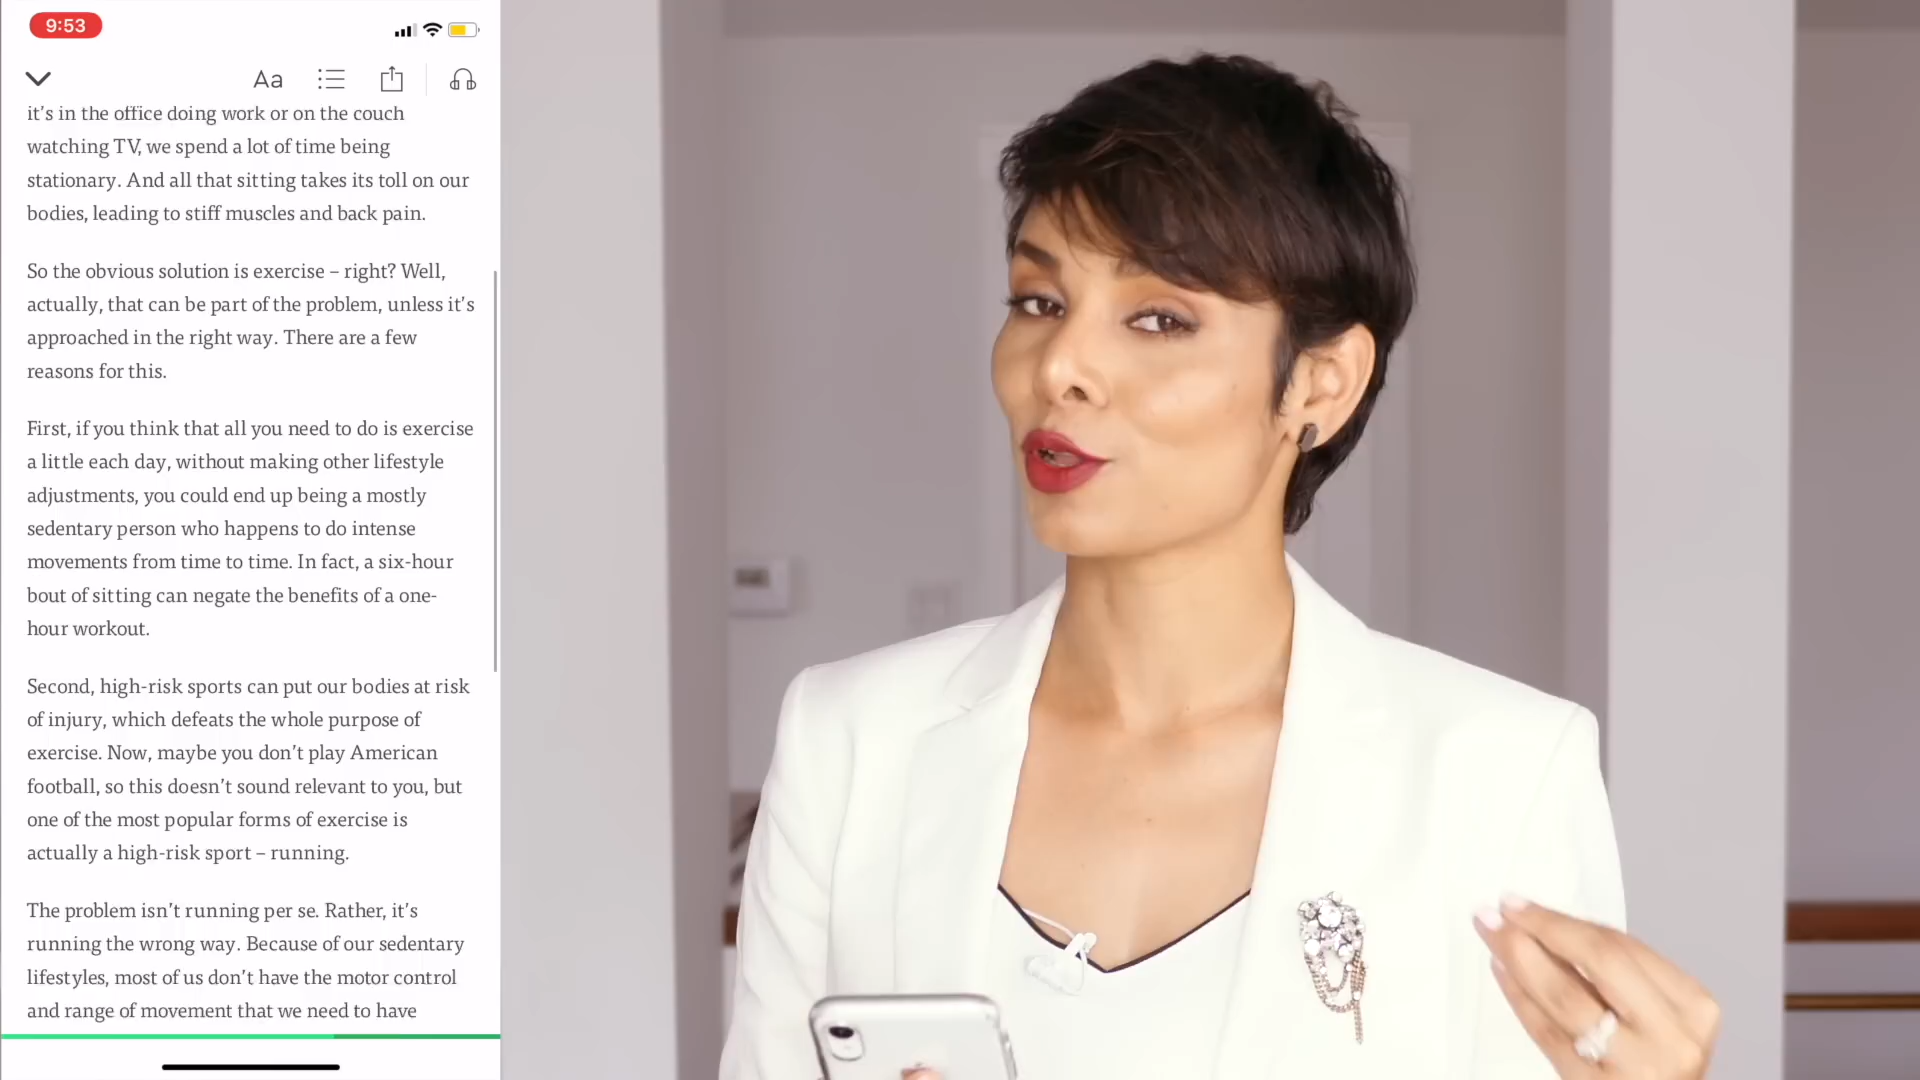 9:53
Aa
it's in the office doing work or on the couch
watching TV, we spend a lot of time being
stationary. And all that sitting takes its toll on our
bodies, leading to stiff muscles and back pain.
So the obvious solution is exercise – right? Well,
actually, that can be part of the problem, unless it's
approached in the right way. There are a few
reasons for this.
First, if you think that all you need to do is exercise
a little each day, without making other lifestyle
adjustments, you could end up being a mostly
sedentary person who happens to do intense
movements from time to time. In fact, a six-hour
bout of sitting can negate the benefits of a one-
hour workout.
Second, high-risk sports can put our bodies at risk
of injury, which defeats the whole purpose of
exercise. Now, maybe you don't play American
football, so this doesn't sound relevant to you, but
one of the most popular forms of exercise is
actually a high-risk sport – running.
The problem isn't running per se. Rather, it's
running the wrong way. Because of our sedentary
lifestyles, most of us don't have the motor control
and range of movement that we need to have